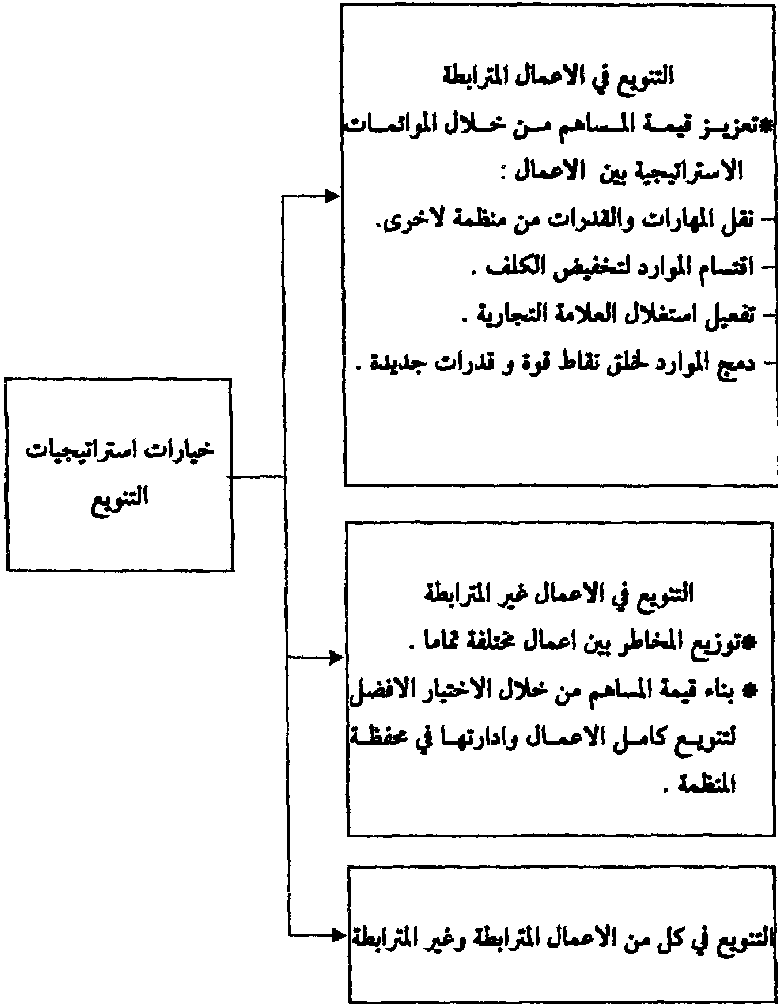 خيارات استراتيجيات
التنويع
التنويع في الاعمال المترابطة
*تعزيز قيمة المساهم من خلال الموائمات
الاستراتيجية بين الاعمال :
- نقل المهارات والقدرات من منظمة لاخرى.
- اقتسام الموارد لتخفيض الكلف .
- تفعيل استغلال العلامة التجارية .
- دمج الموارد لخلق نقاط قوة و قدرات جديدة .
التنويع في الاعمال غير المترابطة
*توزيع المخاطر بين اعمال مختلفة تماما .
* بناء قيمة المساهم من خلال الاختيار الافضل
لتنويع كامل الاعمال وادارتها في محفظة
المنظمة .
التنويع في كل من الاعمال المترابطة وغير المترابطة